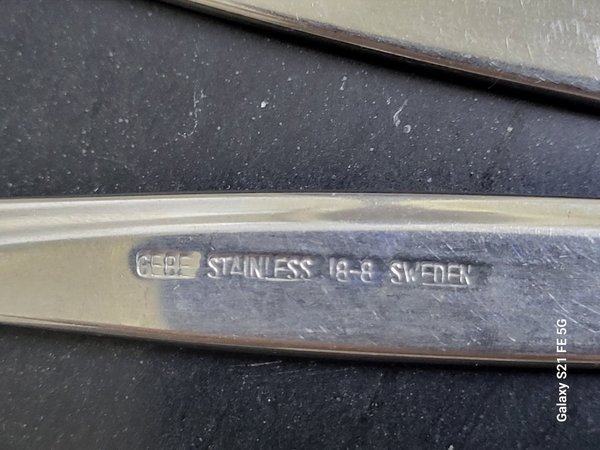 GEBE STAINLESS 18-8 SWEDEN
Galaxy S21 FE 5G